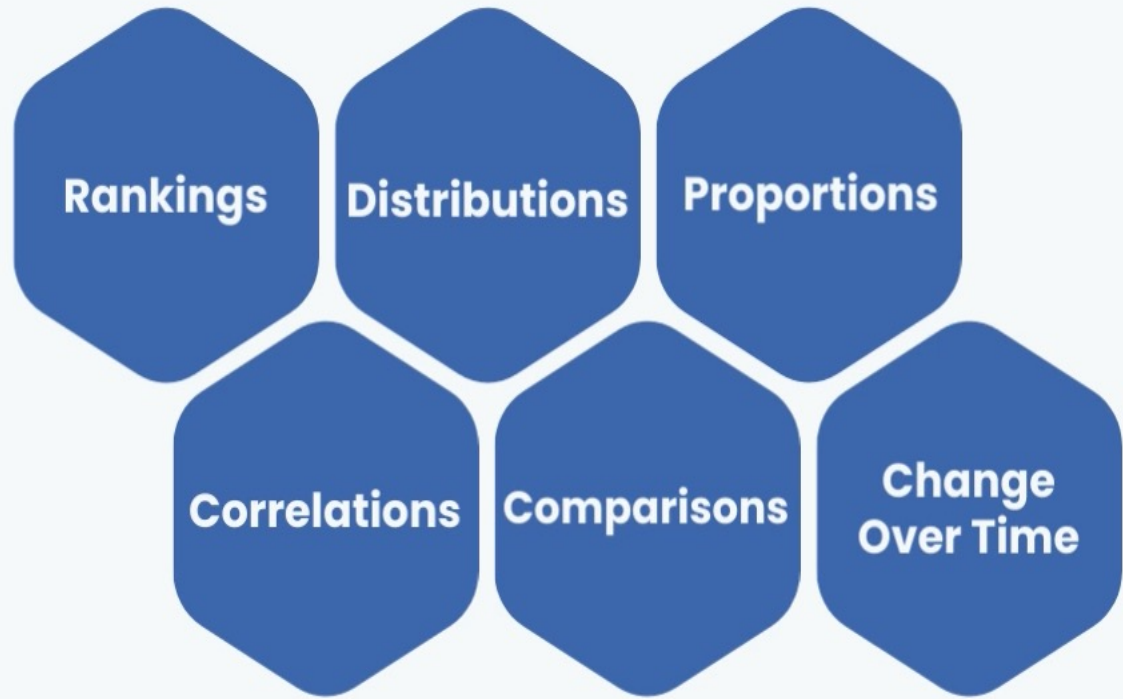 Rankings
Distributions
Proportions
Correlations
Comparisons
Change
Over Time